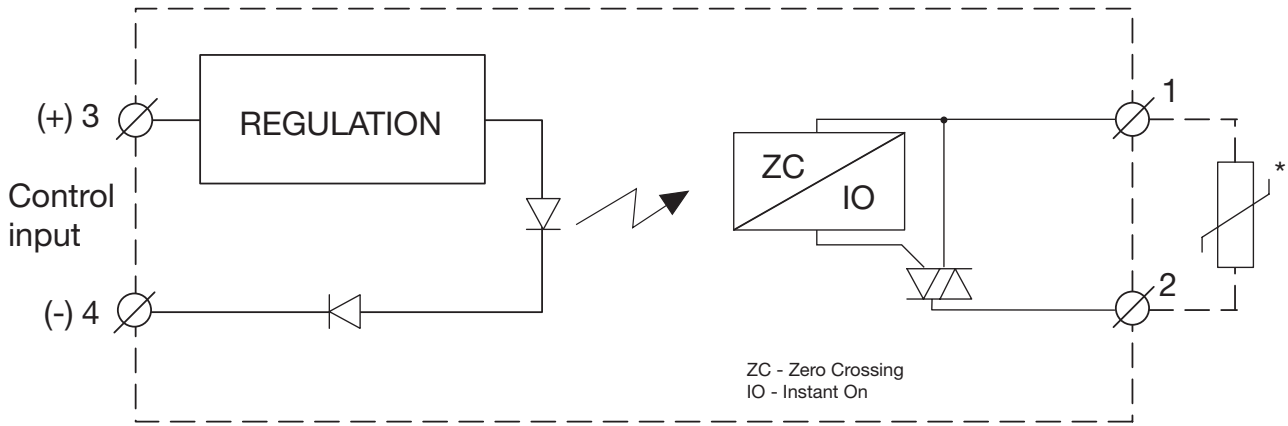 (+) 3
REGULATION
Control
input
(-) 4
ZC
IO
1
*
2
ZC - Zero Crossing
IO - Instant On